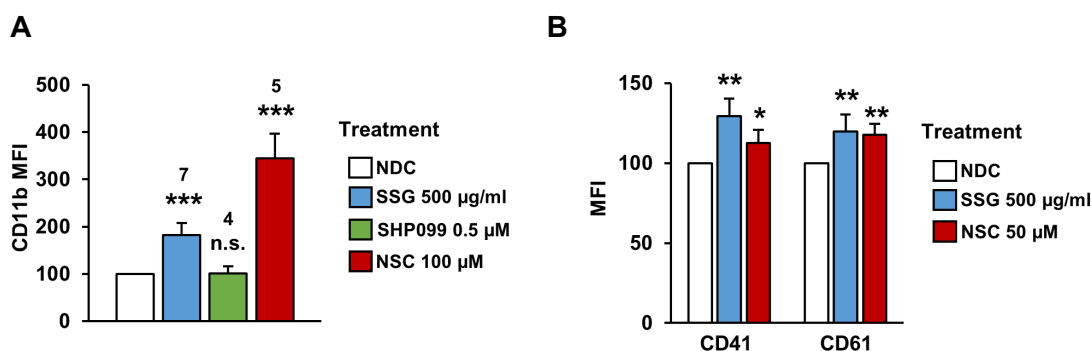 A
CD11b MFI
500
400
300
200
100
0
7
***
4
n.s.
5
***
Treatment
NDC
SSG 500 µg/ml
SHP099 0.5 µM
NSC 100 µM
B
MFI
150
100
50
0
**
*
**
**
CD41
CD61
Treatment
NDC
SSG 500 µg/ml
NSC 50 µM